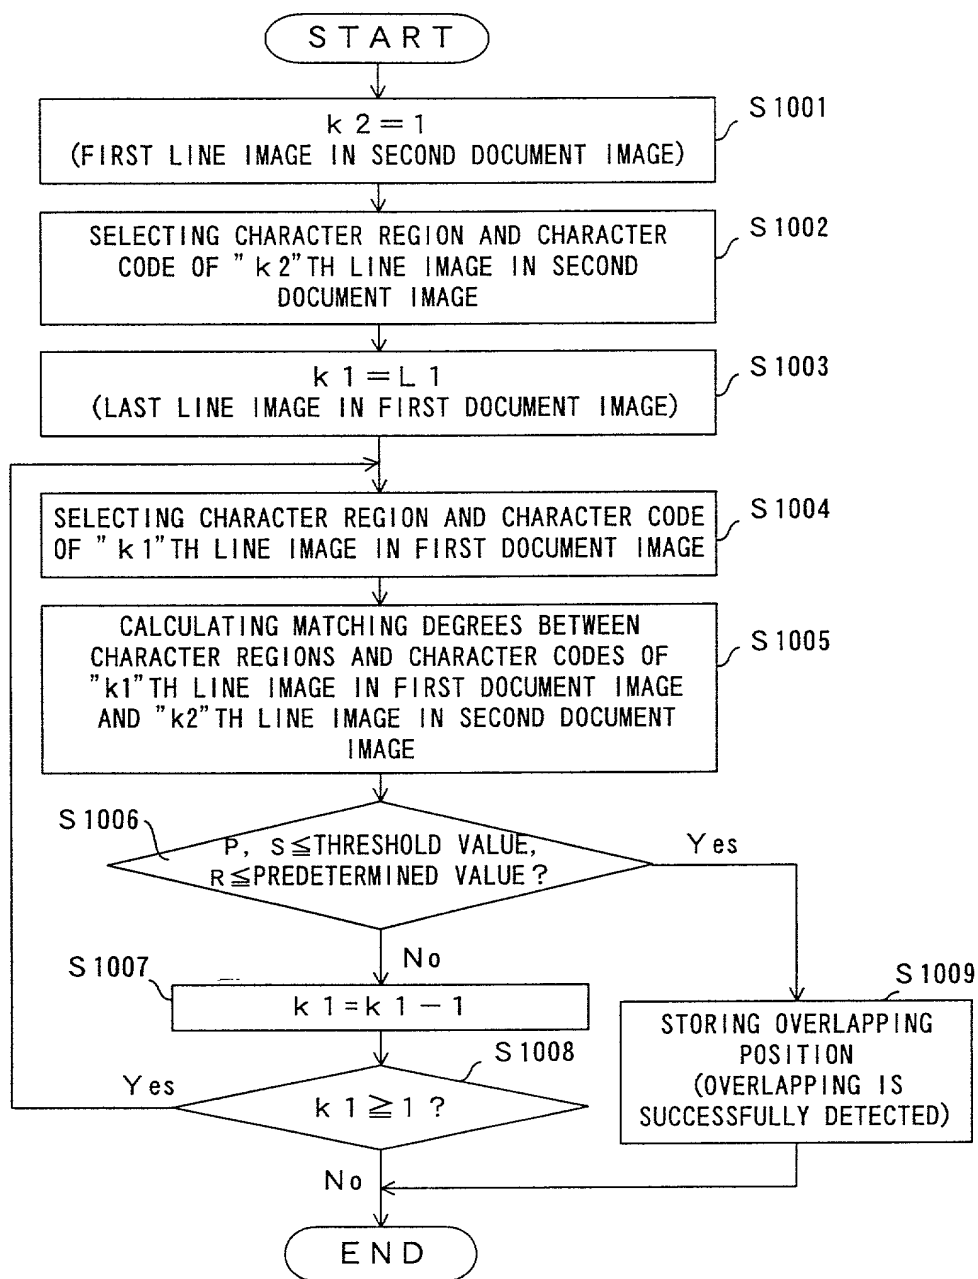 START
S1001
k2=1
(FIRST LINE IMAGE IN SECOND DOCUMENT IMAGE)
S1002
SELECTING CHARACTER REGION AND CHARACTER
CODE OF "k2"TH LINE IMAGE IN SECOND
DOCUMENT IMAGE
S1003
k1=L1
(LAST LINE IMAGE IN FIRST DOCUMENT IMAGE)
S1004
SELECTING CHARACTER REGION AND CHARACTER CODE
OF "k1"TH LINE IMAGE IN FIRST DOCUMENT IMAGE
S1005
CALCULATING MATCHING DEGREES BETWEEN
CHARACTER REGIONS AND CHARACTER CODES OF
"k1"TH LINE IMAGE IN FIRST DOCUMENT IMAGE
AND "k2"TH LINE IMAGE IN SECOND DOCUMENT
IMAGE
S1006
P, S≦THRESHOLD VALUE,
R≦PREDETERMINED VALUE?
Yes
No
S1007
k1=k1-1
S1009
STORING OVERLAPPING
POSITION
(OVERLAPPING IS
SUCCESSFULLY DETECTED)
S1008
Yes
k1≧1?
No
END